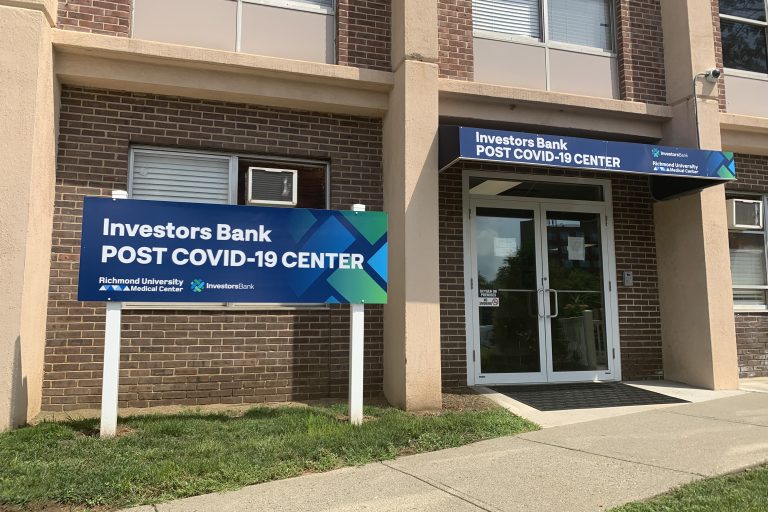 Investors Bank
POST COVID-19 CENTER
Richmond University
Medical Center
InvestorsBank
Investors Bank
POST COVID-19 CENTER
InvestorsBank
Richmond University
Medical Center